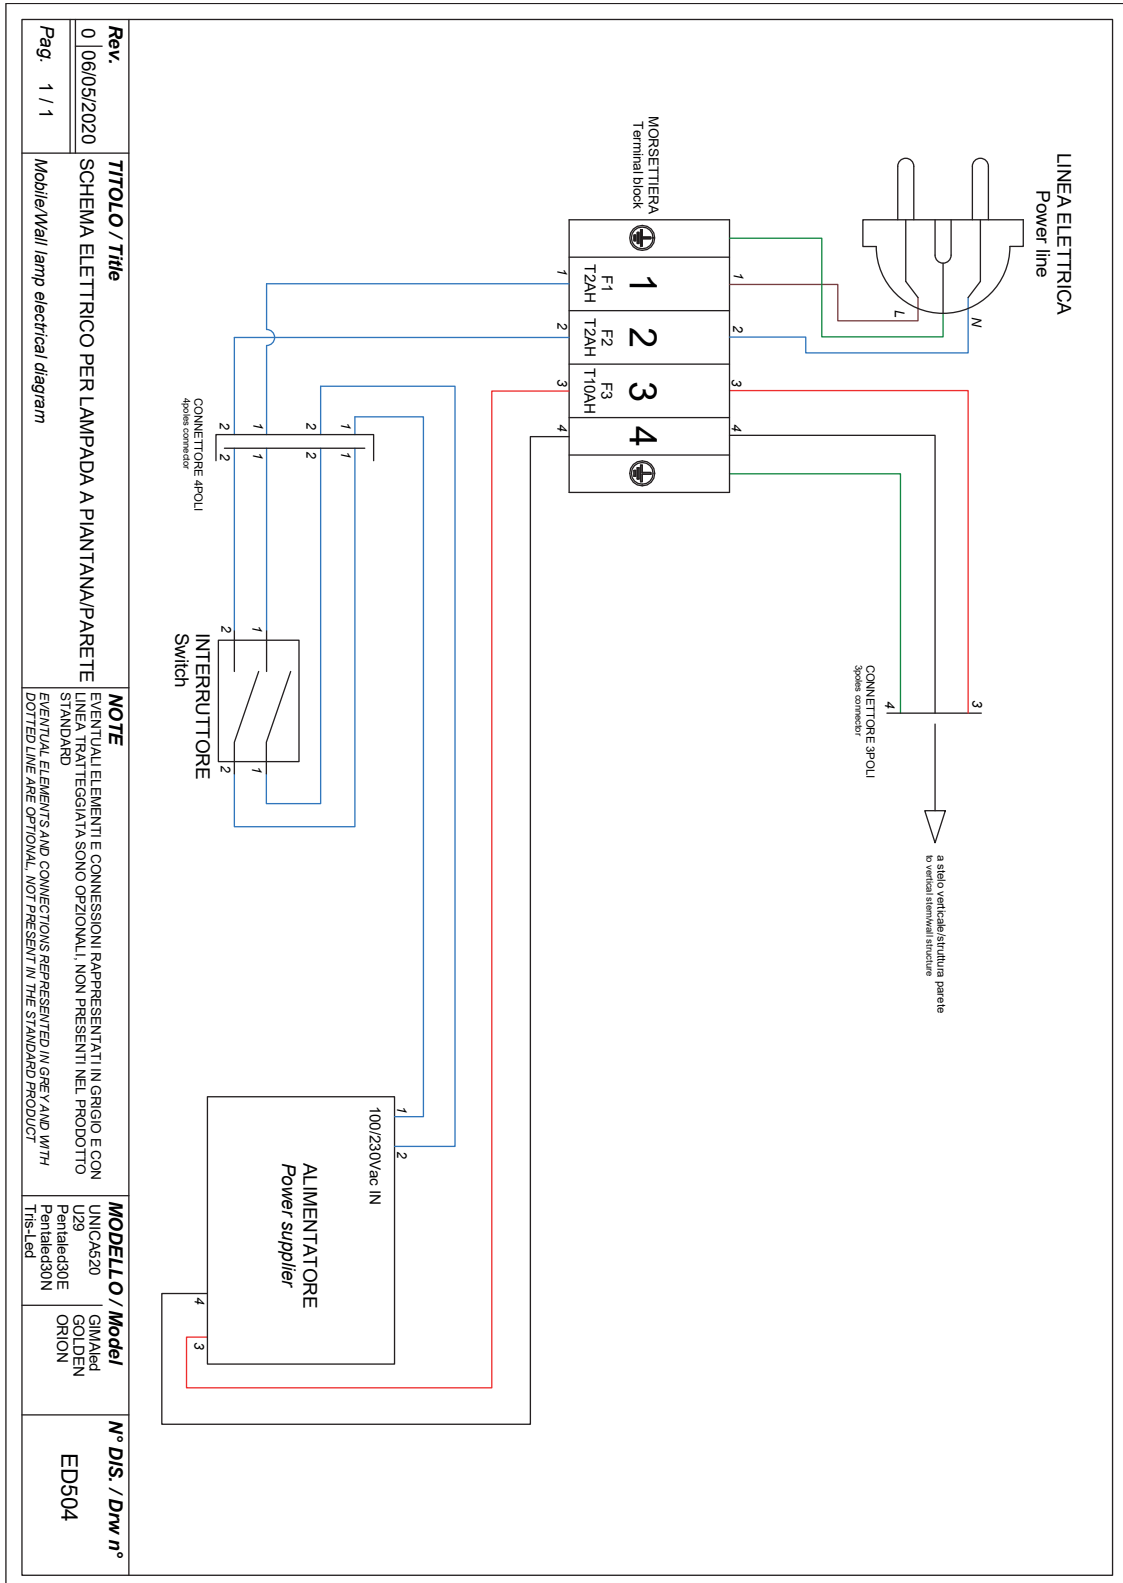 LINEA ELETTRICA
Power line
N
L
MORSETTIERA
Terminal block
1
2
3
4
1
2
3
4
F1
T2AH
F2
T2AH
F3
T10AH
1
2
3
4
3
4
CONNETTORE 3POLI
3poles connector
a stelo verticale/struttura parete
to vertical stem/wall structure
1
2
1
2
1
2
1
2
CONNETTORE 4POLI
4poles connector
1
2
1
2
INTERRUTTORE
Switch
1
2
100/230Vac IN
ALIMENTATORE
Power supplier
4
3
Rev.
0 06/05/2020
Pag. 1 / 1
TITOLO / Title
SCHEMA ELETTRICO PER LAMPADA A PIANTANA/PARETE
Mobile/Wall lamp electrical diagram
NOTE
EVENTUALI ELEMENTI E CONNESSIONI RAPPRESENTATI IN GRIGIO E CON
LINEA TRATTEGGIATA SONO OPZIONALI, NON PRESENTI NEL PRODOTTO
STANDARD
EVENTUAL ELEMENTS AND CONNECTIONS REPRESENTED IN GREY AND WITH
DOTTED LINE ARE OPTIONAL, NOT PRESENT IN THE STANDARD PRODUCT
MODELLO / Model
UNICA520
U29
Pentaled30E
Pentaled30N
Tris-Led
GIMAled
GOLDEN
ORION
N° DIS. / Drw n°
ED504